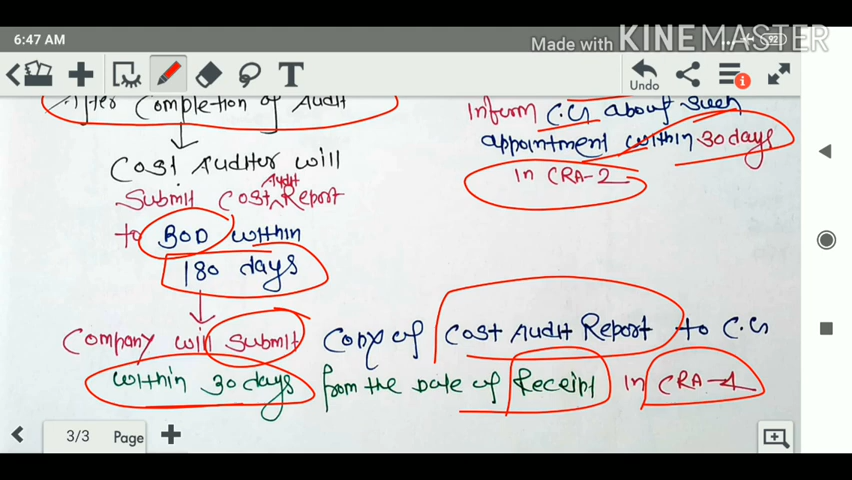 6:47 AM
92
Made with KINEMASTER
Undo
T
After Completion of Audit
Cost Auditor will
Submit Cost Audit Report
to BOD within
180 days
Inform C.G about such
appointment within 30 days
in CRA-2
Company will submit Copy of Cost Audit Report to C.G
within 30 days from the Date of Receipt in CRA-4
3/3 Page